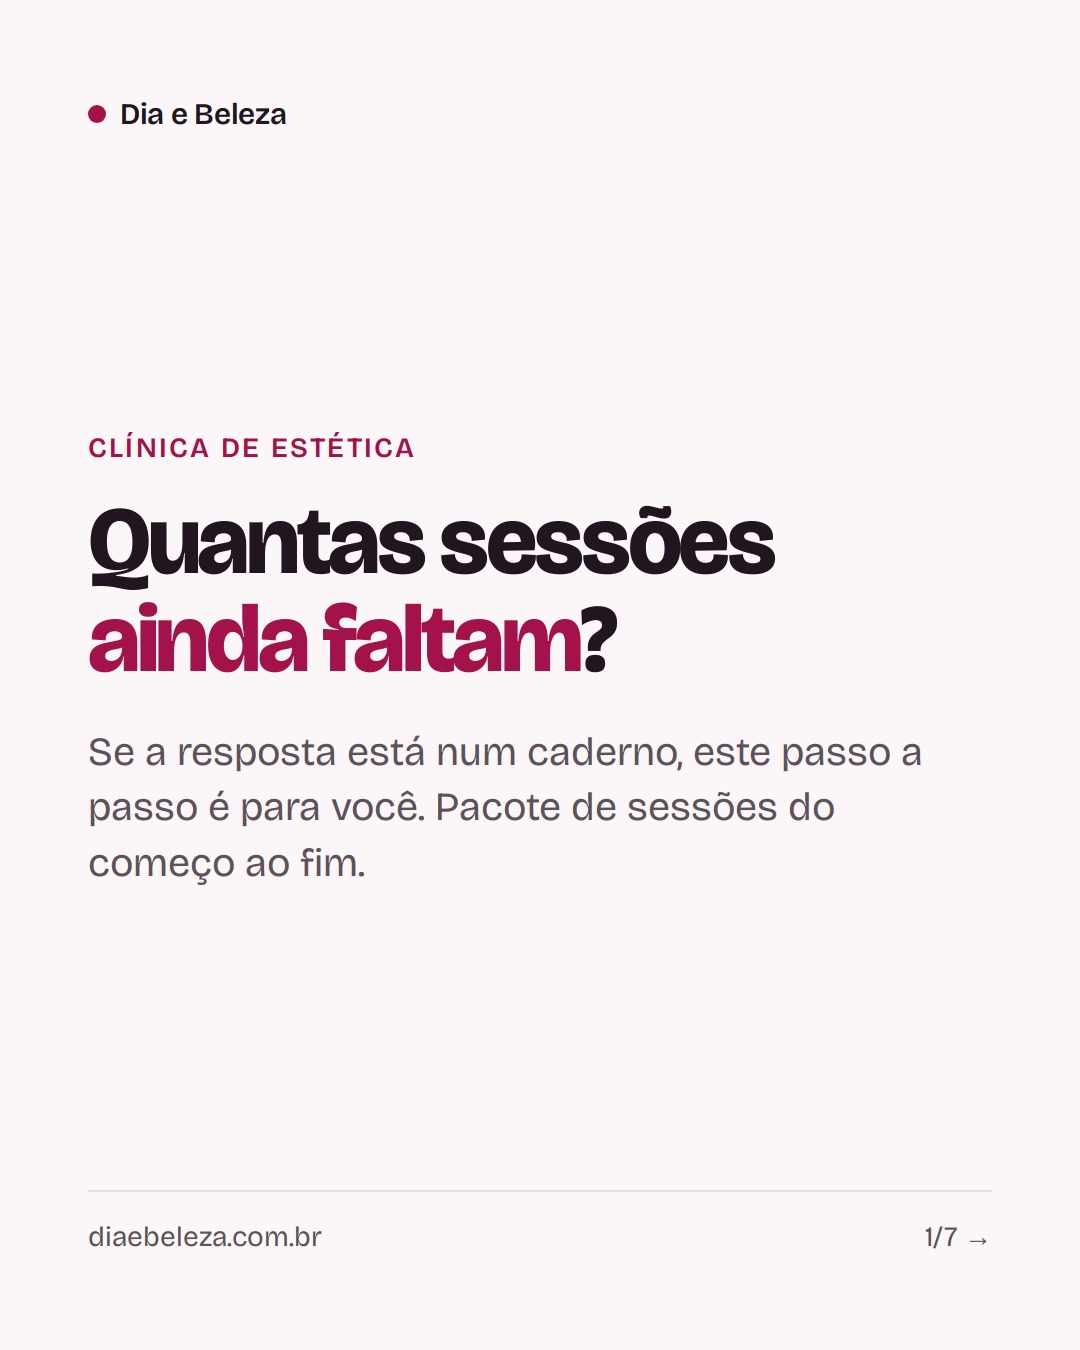 Dia e Beleza
CLÍNICA DE ESTÉTICA
Quantas sessões
ainda faltam?
Se a resposta está num caderno, este passo a
passo é para você. Pacote de sessões do
começo ao fim.
diaebeleza.com.br
1/7 →